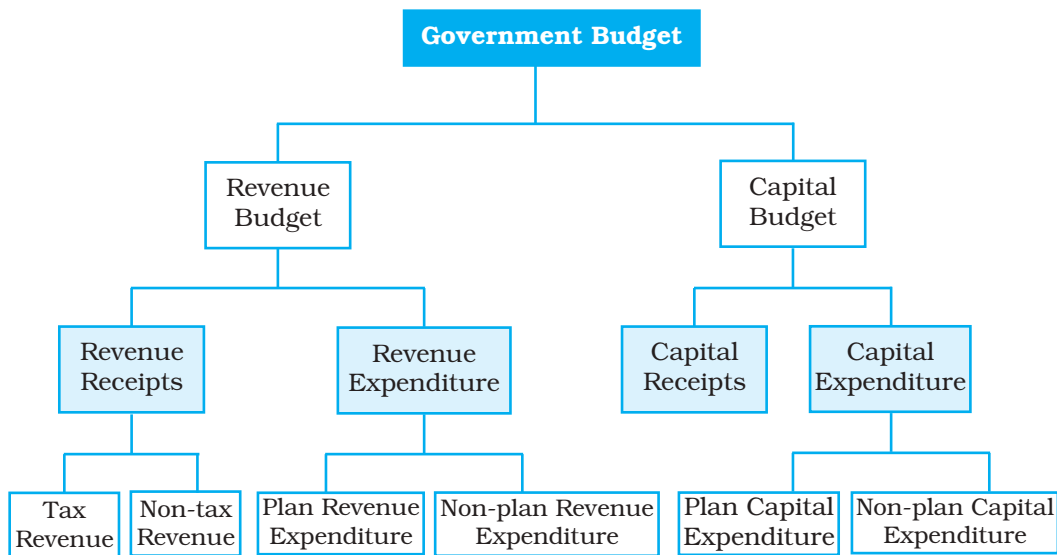 Government Budget
Revenue
Budget
Capital
Budget
Revenue
Receipts
Revenue
Expenditure
Capital
Receipts
Capital
Expenditure
Tax
Revenue
Non-tax
Revenue
Plan Revenue
Expenditure
Non-plan Revenue
Expenditure
Plan Capital
Expenditure
Non-plan Capital
Expenditure